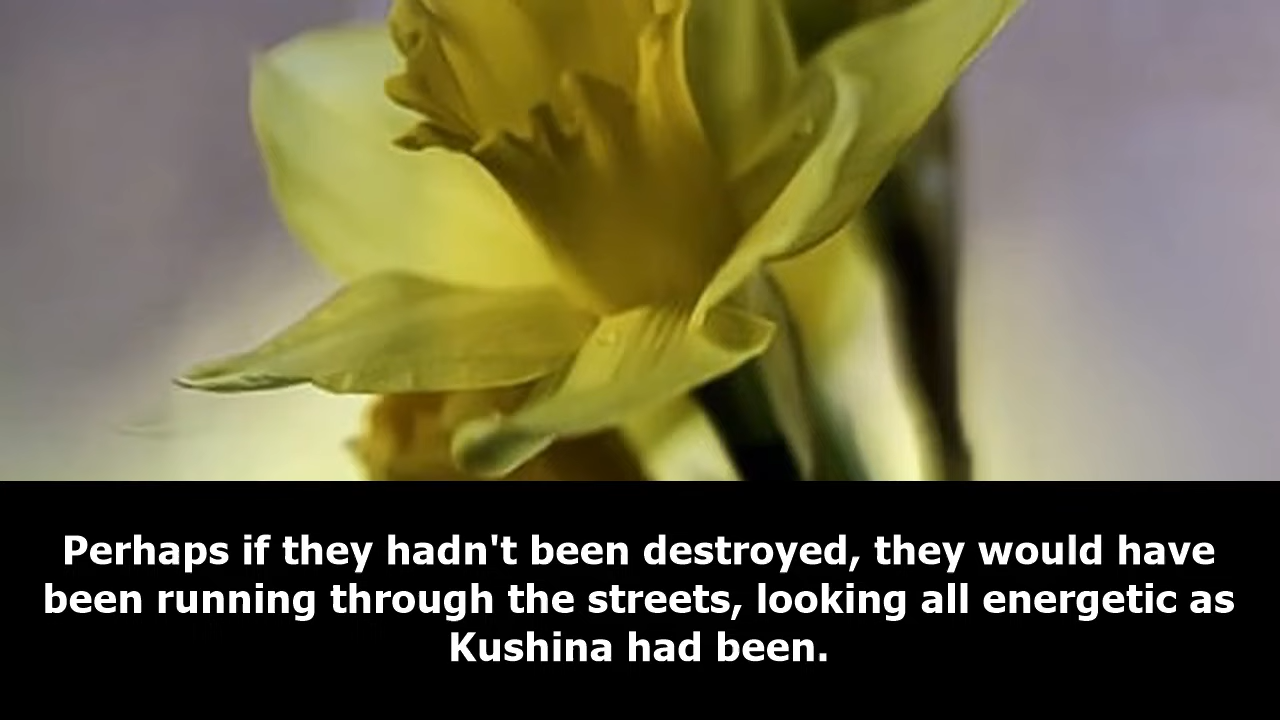 Perhaps if they hadn't been destroyed, they would have
been running through the streets, looking all energetic as
Kushina had been.